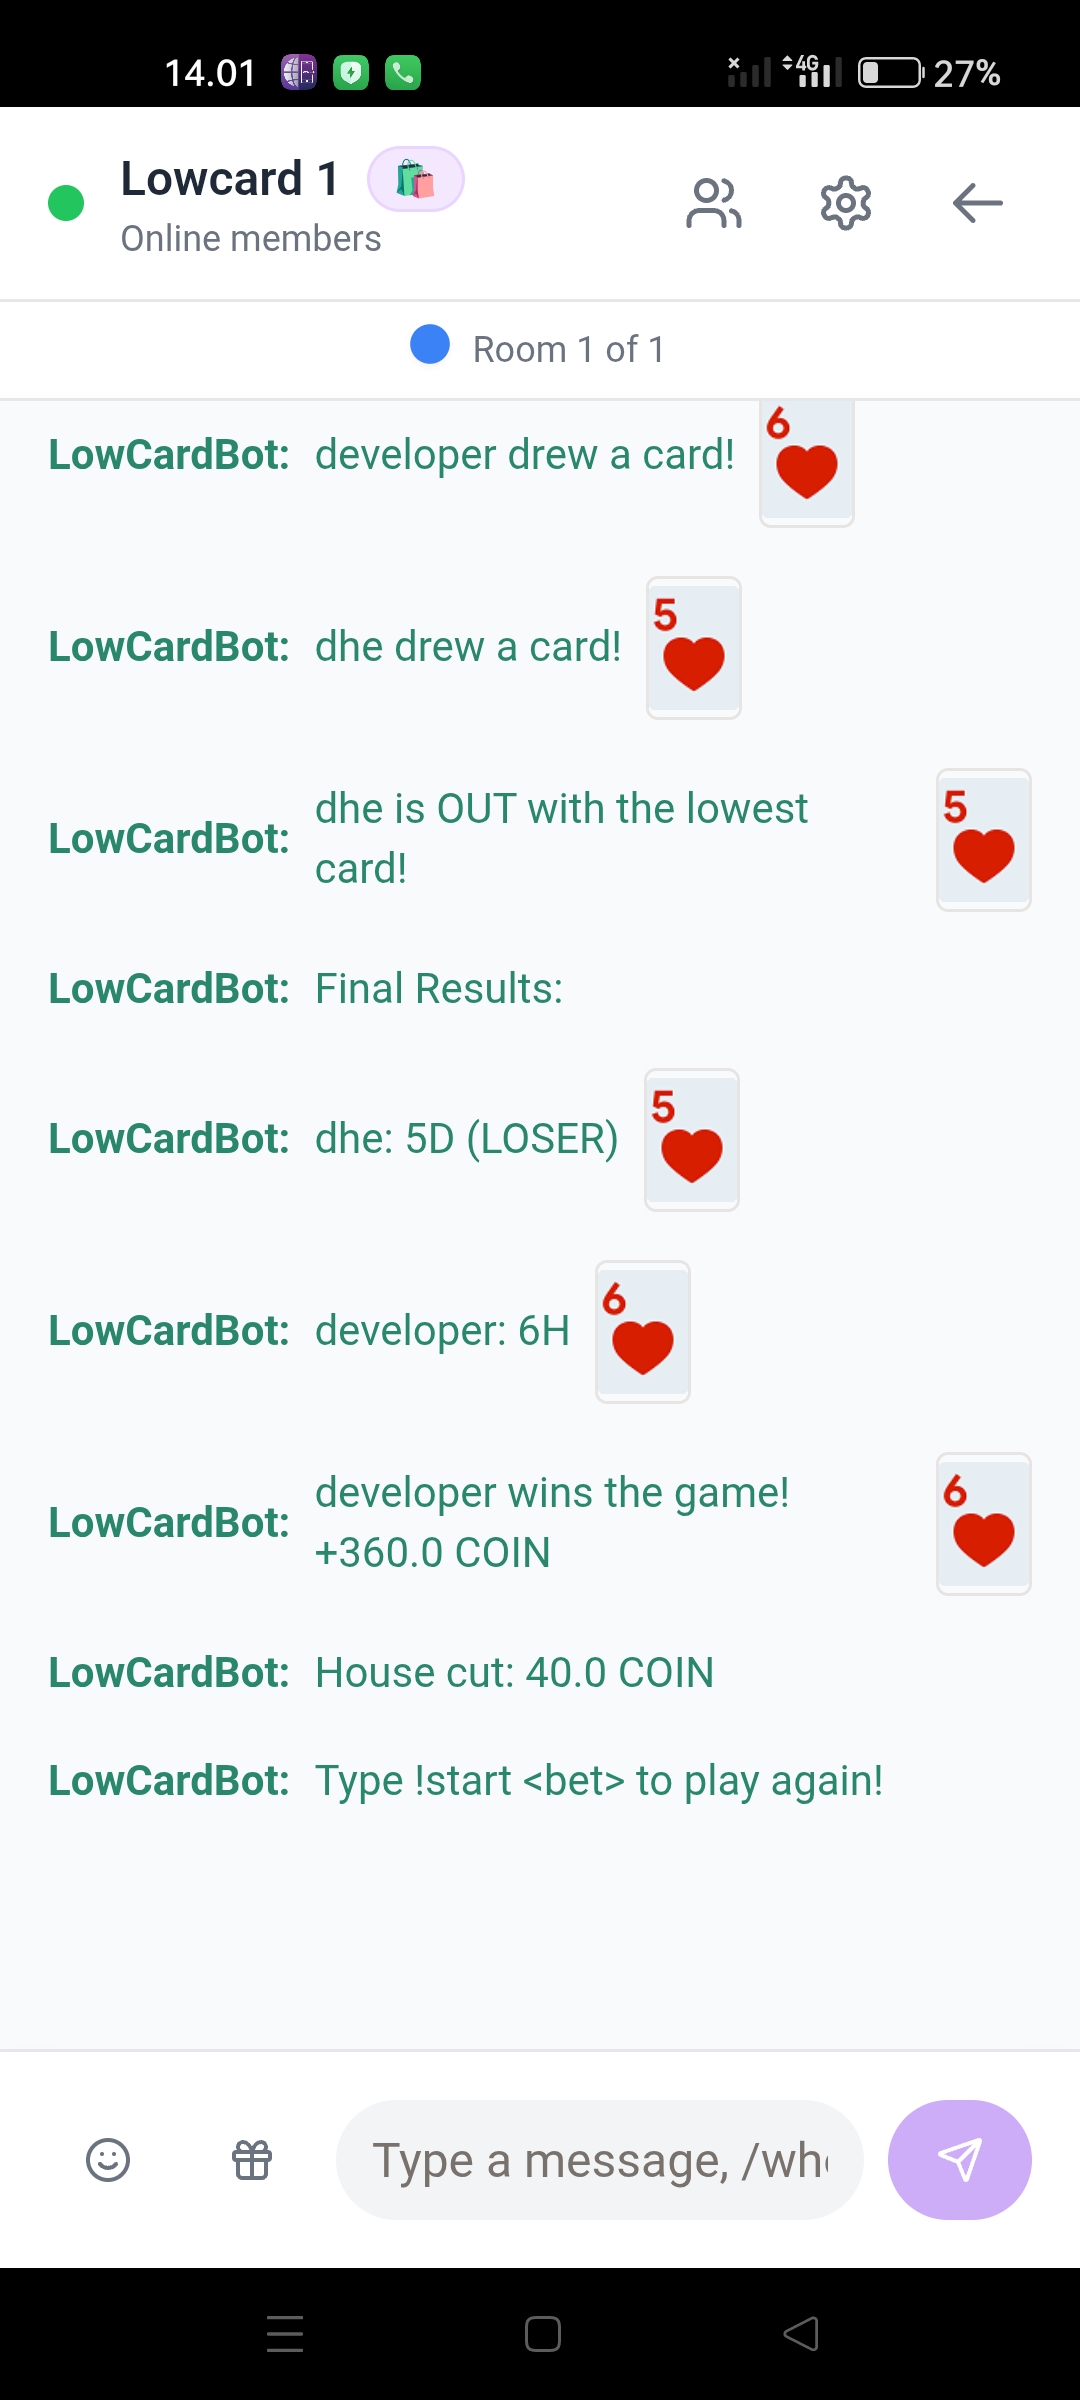 14.01
4G
27%
Lowcard 1
Online members
Room 1 of 1
LowCardBot: developer drew a card! 6
LowCardBot: dhe drew a card! 5
LowCardBot: dhe is OUT with the lowest
card! 5
LowCardBot: Final Results:
LowCardBot: dhe: 5D (LOSER) 5
LowCardBot: developer: 6H 6
LowCardBot: developer wins the game!
+360.0 COIN 6
LowCardBot: House cut: 40.0 COIN
LowCardBot: Type !start <bet> to play again!
Type a message, /wh